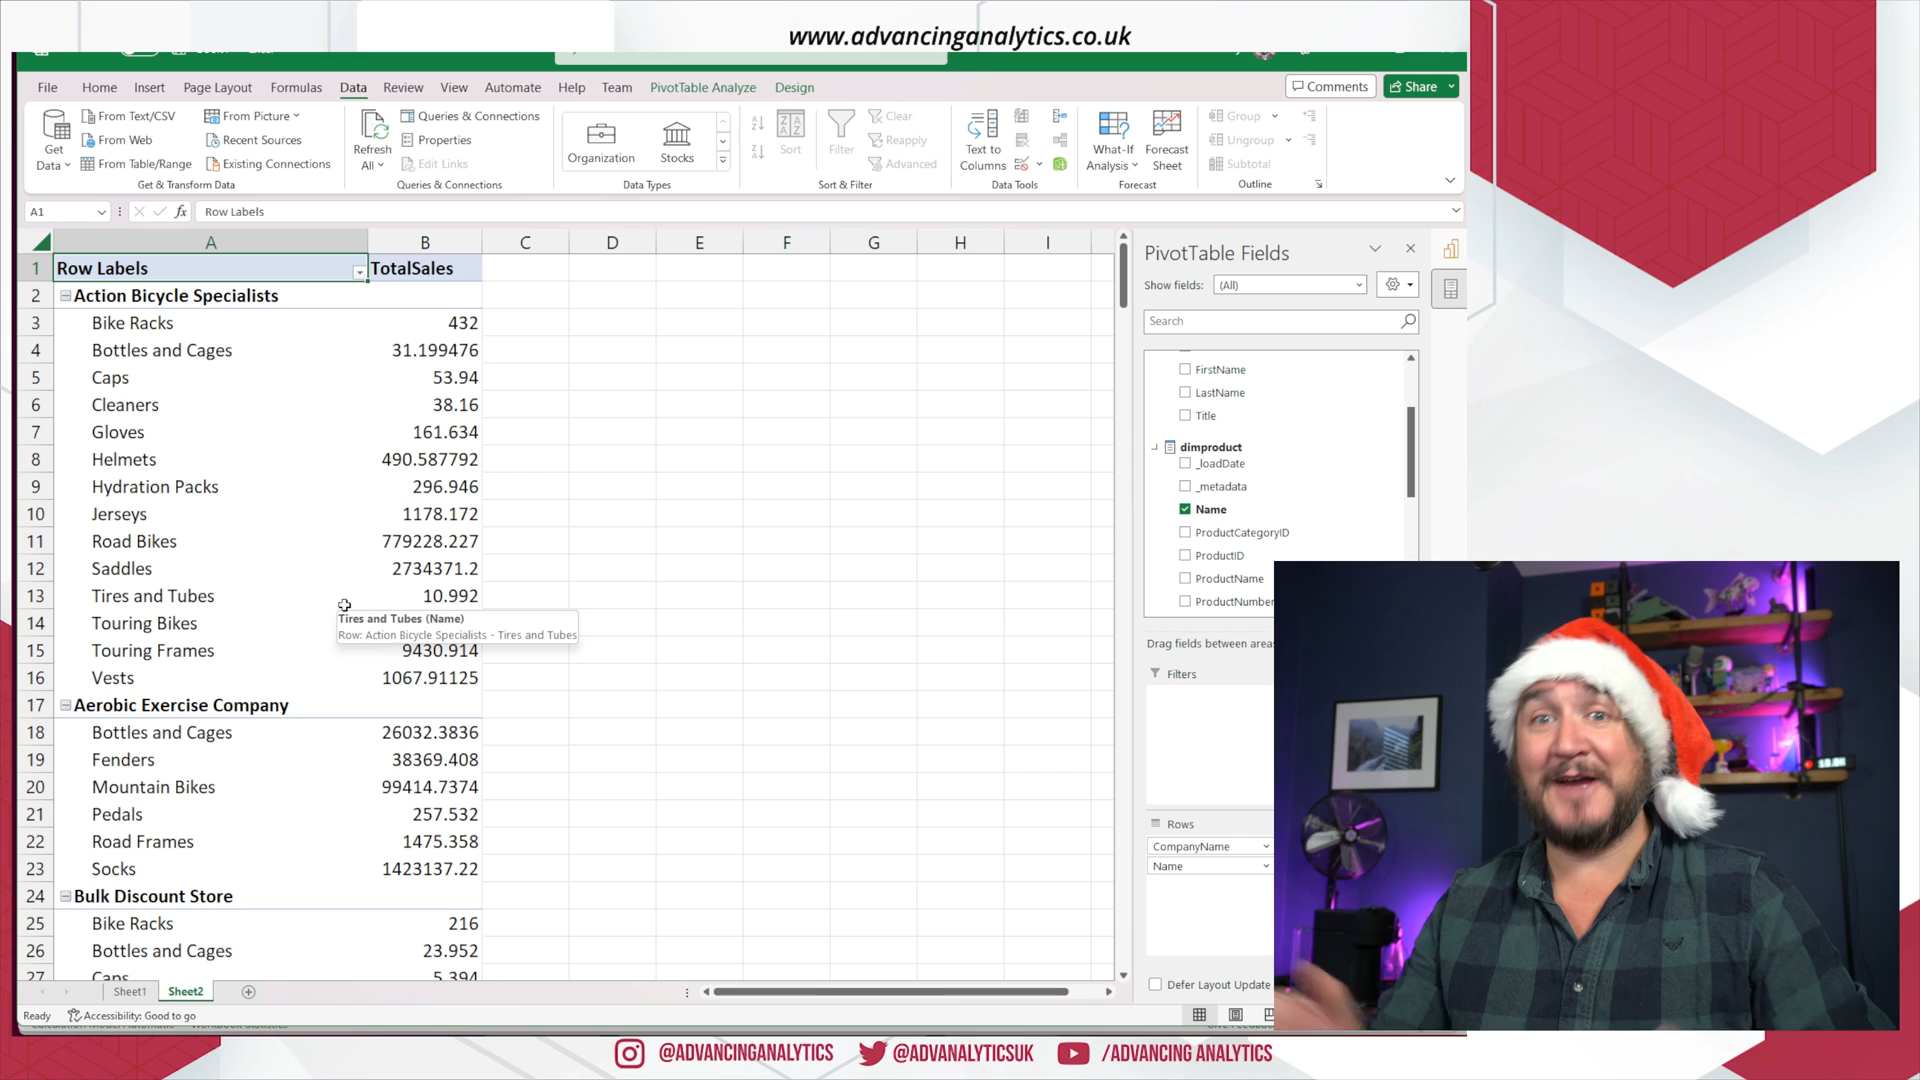 www.advancinganalytics.co.uk
File Home Insert Page Layout Formulas Data Review View Automate Help Team PivotTable Analyze Design Comments Share
Get Data
From Text/CSV
From Web
From Table/Range
From Picture
Recent Sources
Existing Connections
Get & Transform Data
Refresh All
Queries & Connections
Properties
Edit Links
Queries & Connections
Organization
Stocks
Data Types
Sort
Filter
Clear
Reapply
Advanced
Sort & Filter
Text to Columns
Data Tools
What-If Analysis
Forecast Sheet
Forecast
Group
Ungroup
Subtotal
Outline
A1 fx Row Labels
A B C D E F G H I
1 Row Labels TotalSales
2 Action Bicycle Specialists
3 Bike Racks 432
4 Bottles and Cages 31.199476
5 Caps 53.94
6 Cleaners 38.16
7 Gloves 161.634
8 Helmets 490.587792
9 Hydration Packs 296.946
10 Jerseys 1178.172
11 Road Bikes 779228.227
12 Saddles 2734371.2
13 Tires and Tubes 10.992
14 Touring Bikes
Tires and Tubes (Name)
Row: Action Bicycle Specialists - Tires and Tubes
15 Touring Frames 9430.914
16 Vests 1067.91125
17 Aerobic Exercise Company
18 Bottles and Cages 26032.3836
19 Fenders 38369.408
20 Mountain Bikes 99414.7374
21 Pedals 257.532
22 Road Frames 1475.358
23 Socks 1423137.22
24 Bulk Discount Store
25 Bike Racks 216
26 Bottles and Cages 23.952
27 Caps 5.394
Sheet1 Sheet2
Ready Accessibility: Good to go
PivotTable Fields
Show fields: (All)
Search
FirstName
LastName
Title
dimproduct
_loadDate
_metadata
Name
ProductCategoryID
ProductID
ProductName
ProductNumber
Drag fields between areas
Filters
Rows
CompanyName
Name
Defer Layout Update
@ADVANCINGANALYTICS @ADVANALYTICSUK /ADVANCING ANALYTICS